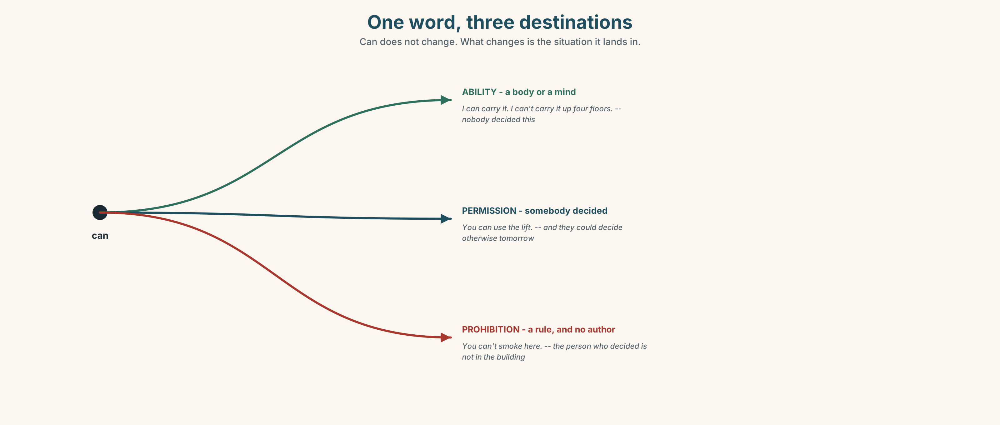 One word, three destinations
Can does not change. What changes is the situation it lands in.
ABILITY - a body or a mind
I can carry it. I can't carry it up four floors. --
nobody decided this
can
PERMISSION - somebody decided
You can use the lift. -- and they could decide
otherwise tomorrow
PROHIBITION - a rule, and no author
You can't smoke here. -- the person who decided is
not in the building